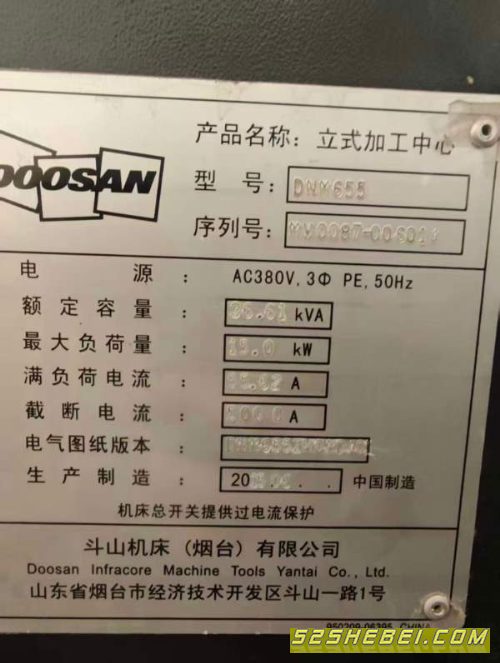 DOOSAN
产品名称: 立式加工中心
型 号: DNM655
序列号:
电 源 : AC380V, 3Φ PE, 50Hz
额定容量 : kVA
最大负荷量 : kW
满负荷电流 : A
截断电流 : A
电气图纸版本 :
生产制造 : 20 中国制造
机床总开关提供过电流保护
斗山机床 (烟台) 有限公司
Doosan Infracore Machine Tools Yantai Co., Ltd.
山东省烟台市经济技术开发区斗山一路1号
950209-06395 CHINA
52SHEBEI.COM